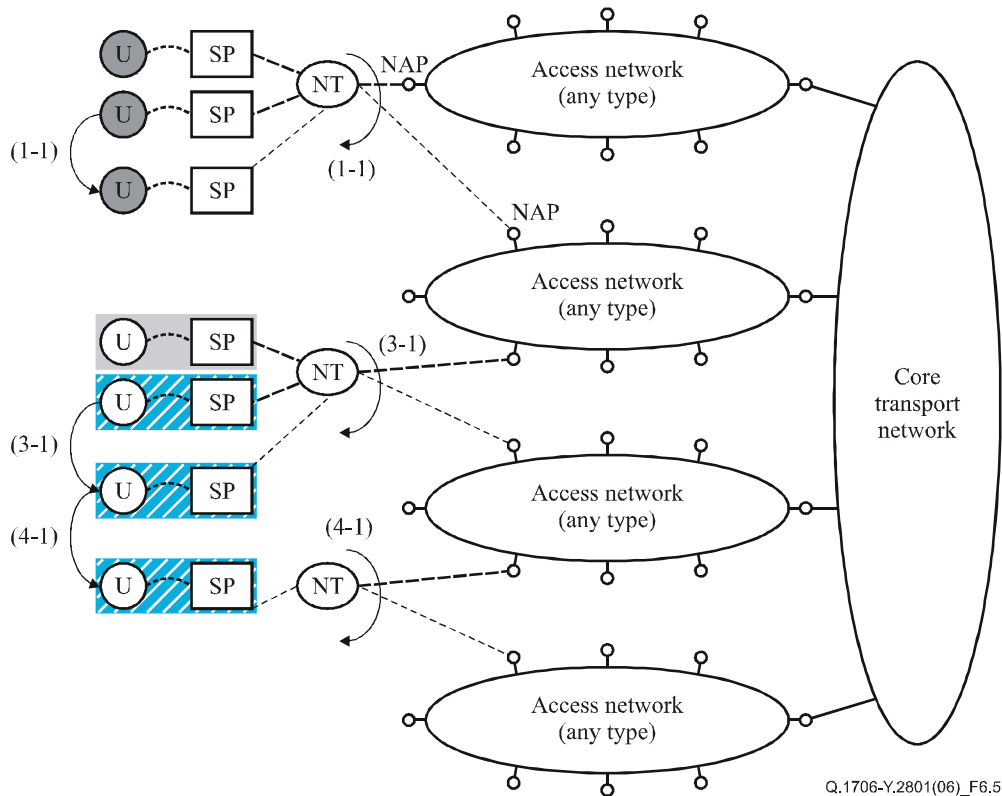 U
SP
NT
NAP
Access network
(any type)
U
SP
(1-1)
(1-1)
U
SP
NAP
Access network
(any type)
U
SP
NT
(3-1)
U
SP
Core
transport
network
(3-1)
U
SP
Access network
(any type)
(4-1)
(4-1)
U
SP
NT
Access network
(any type)
Q.1706-Y.2801(06)_F6.5